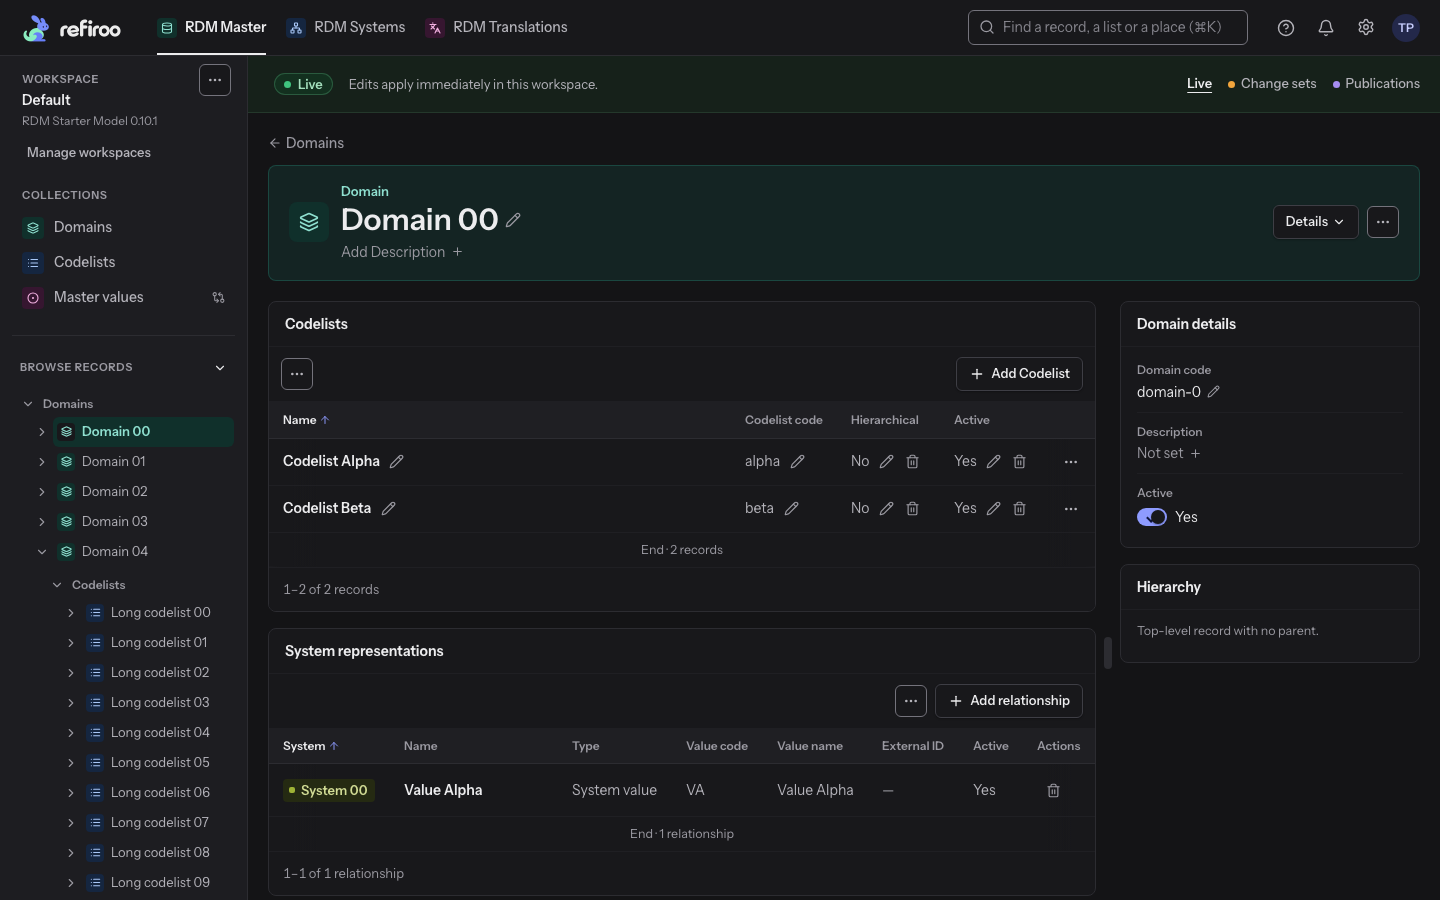 refiroo
RDM Master
RDM Systems
RDM Translations
Find a record, a list or a place (⌘K)
TP
WORKSPACE
Default
RDM Starter Model 0.10.1
Manage workspaces
COLLECTIONS
Domains
Codelists
Master values
BROWSE RECORDS
Domains
Domain 00
Domain 01
Domain 02
Domain 03
Domain 04
Codelists
Long codelist 00
Long codelist 01
Long codelist 02
Long codelist 03
Long codelist 04
Long codelist 05
Long codelist 06
Long codelist 07
Long codelist 08
Long codelist 09
Live Edits apply immediately in this workspace.
Live Change sets Publications
← Domains
Domain
Domain 00
Add Description +
Details
Codelists
+ Add Codelist
Name ↑ Codelist code Hierarchical Active
Codelist Alpha alpha No Yes
Codelist Beta beta No Yes
End · 2 records
1–2 of 2 records
System representations
+ Add relationship
System ↑ Name Type Value code Value name External ID Active Actions
System 00 Value Alpha System value VA Value Alpha — Yes
End · 1 relationship
1–1 of 1 relationship
Domain details
Domain code
domain-0
Description
Not set +
Active
Yes
Hierarchy
Top-level record with no parent.